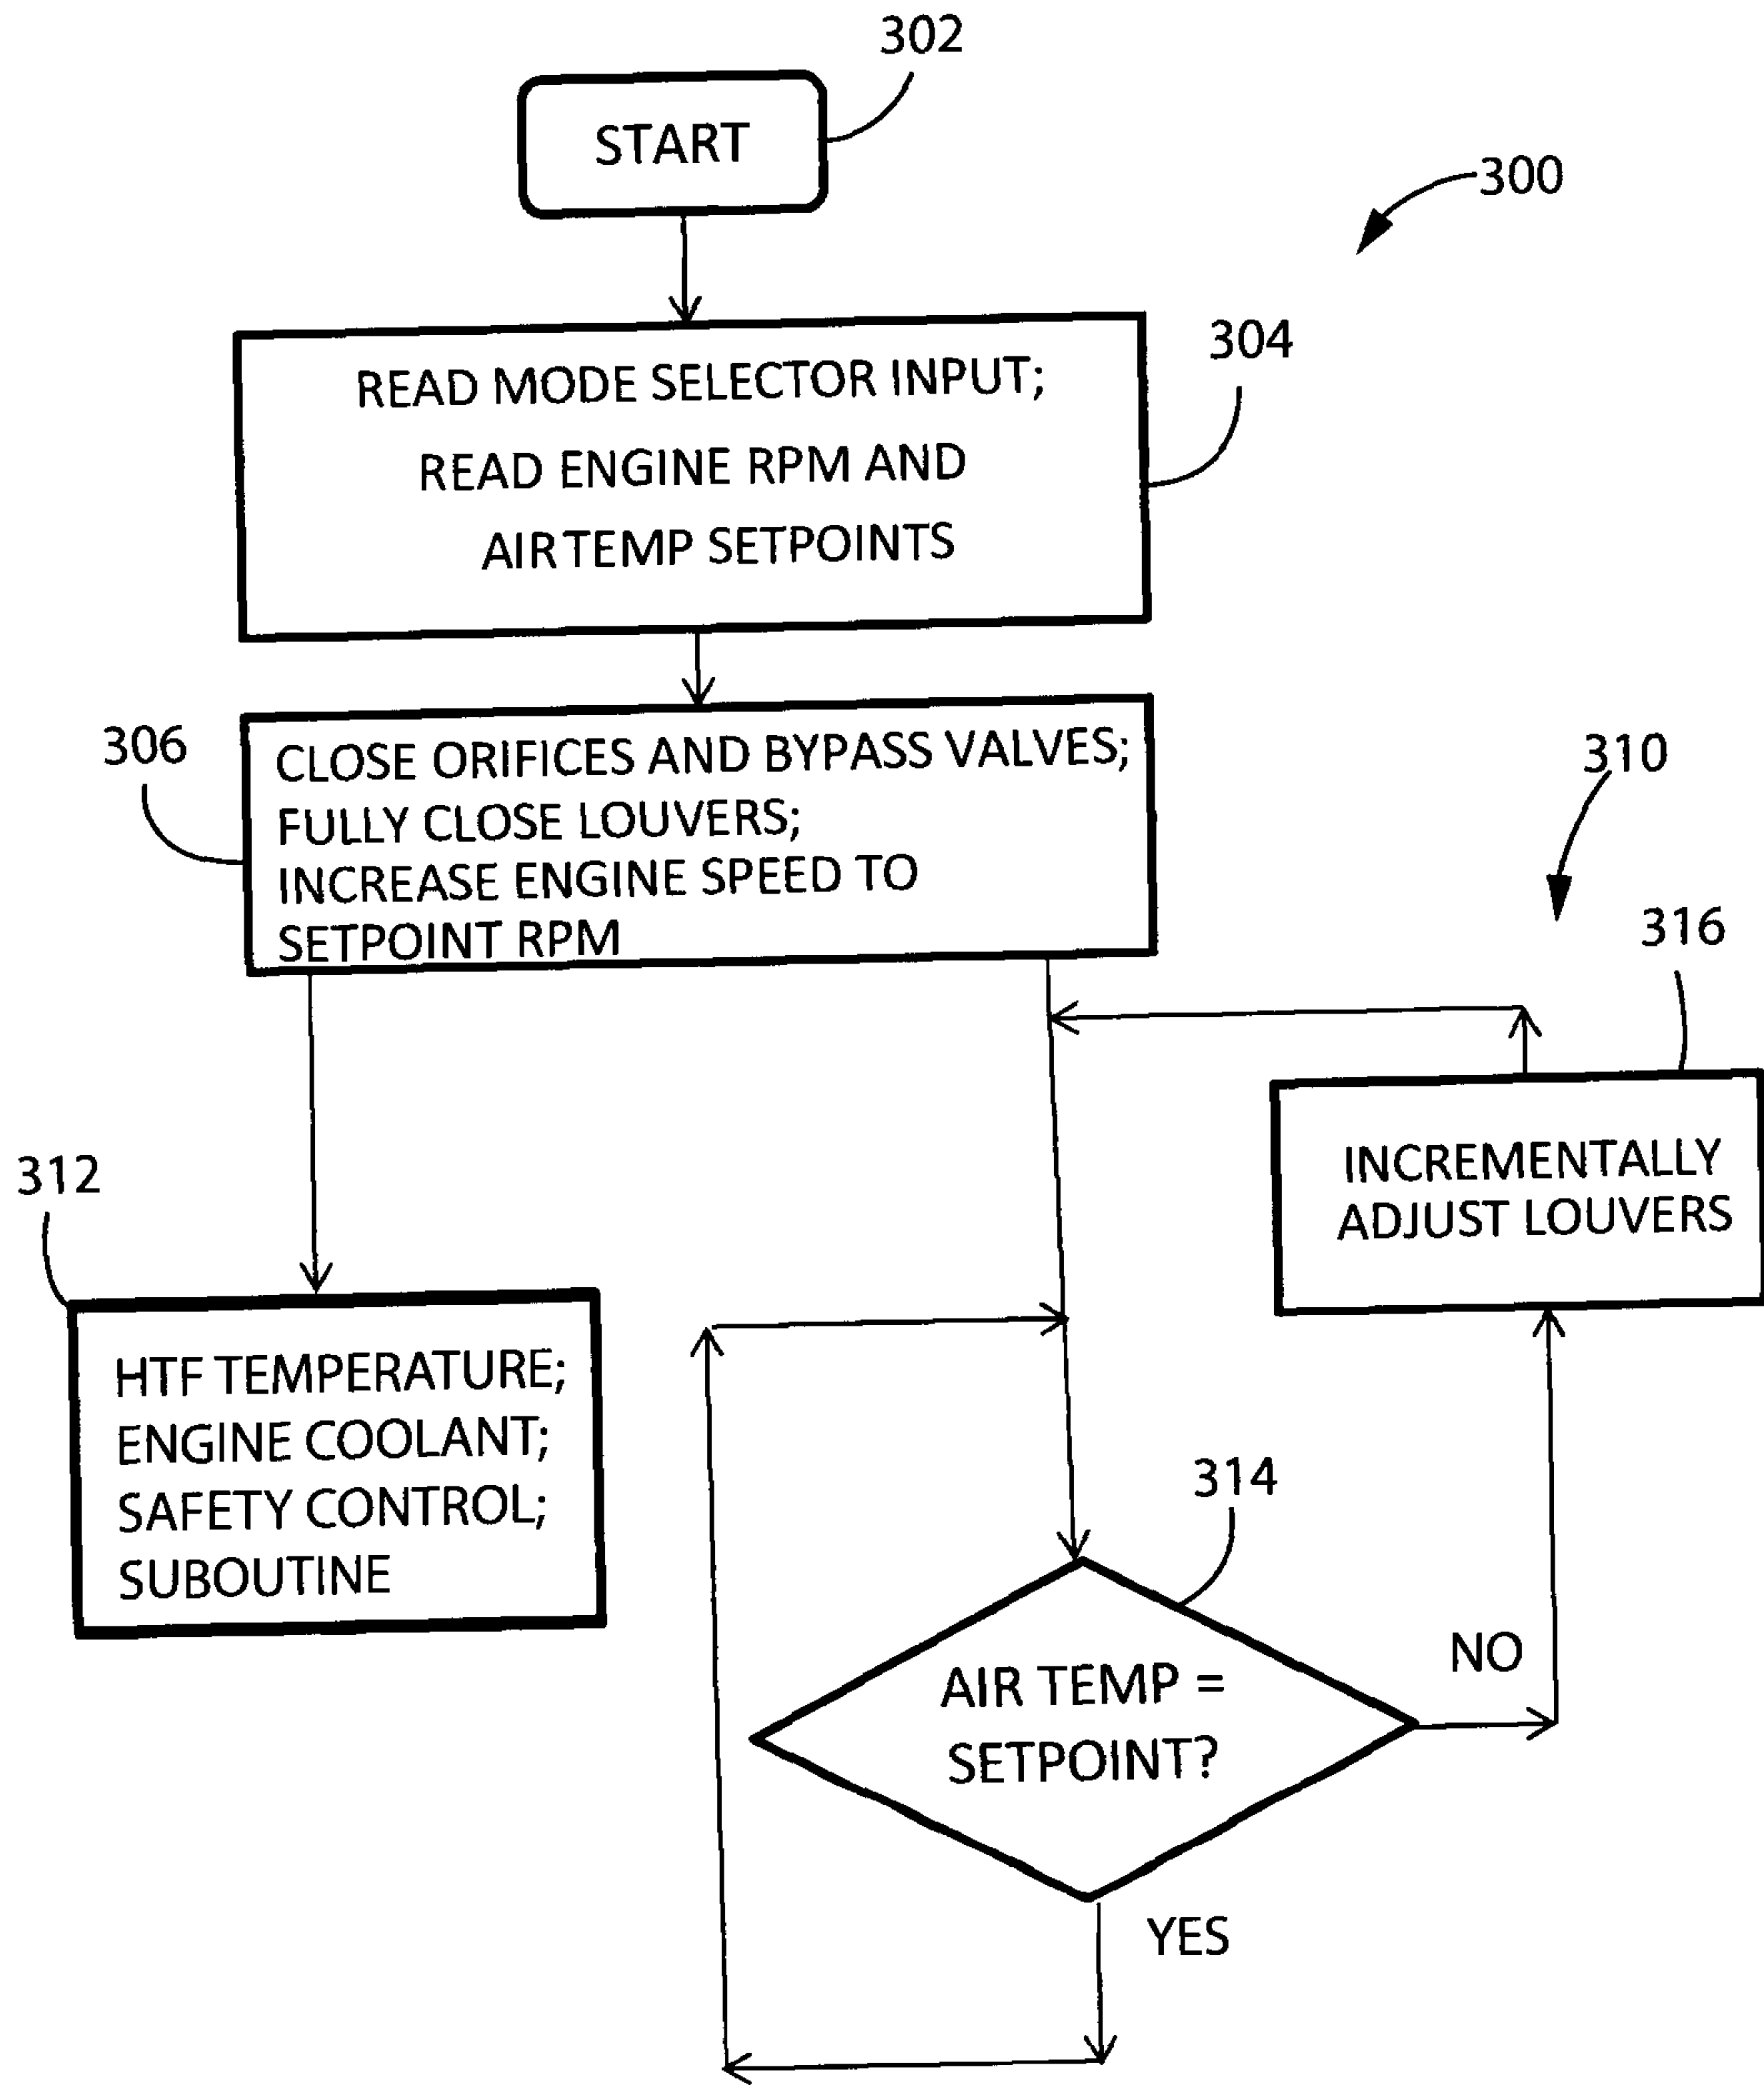 302
START
300
304
READ MODE SELECTOR INPUT;
READ ENGINE RPM AND
AIR TEMP SETPOINTS
306
CLOSE ORIFICES AND BYPASS VALVES;
FULLY CLOSE LOUVERS;
INCREASE ENGINE SPEED TO
SETPOINT RPM
310
316
INCREMENTALLY
ADJUST LOUVERS
312
HTF TEMPERATURE;
ENGINE COOLANT;
SAFETY CONTROL;
SUBOUTINE
314
AIR TEMP =
SETPOINT?
NO
YES